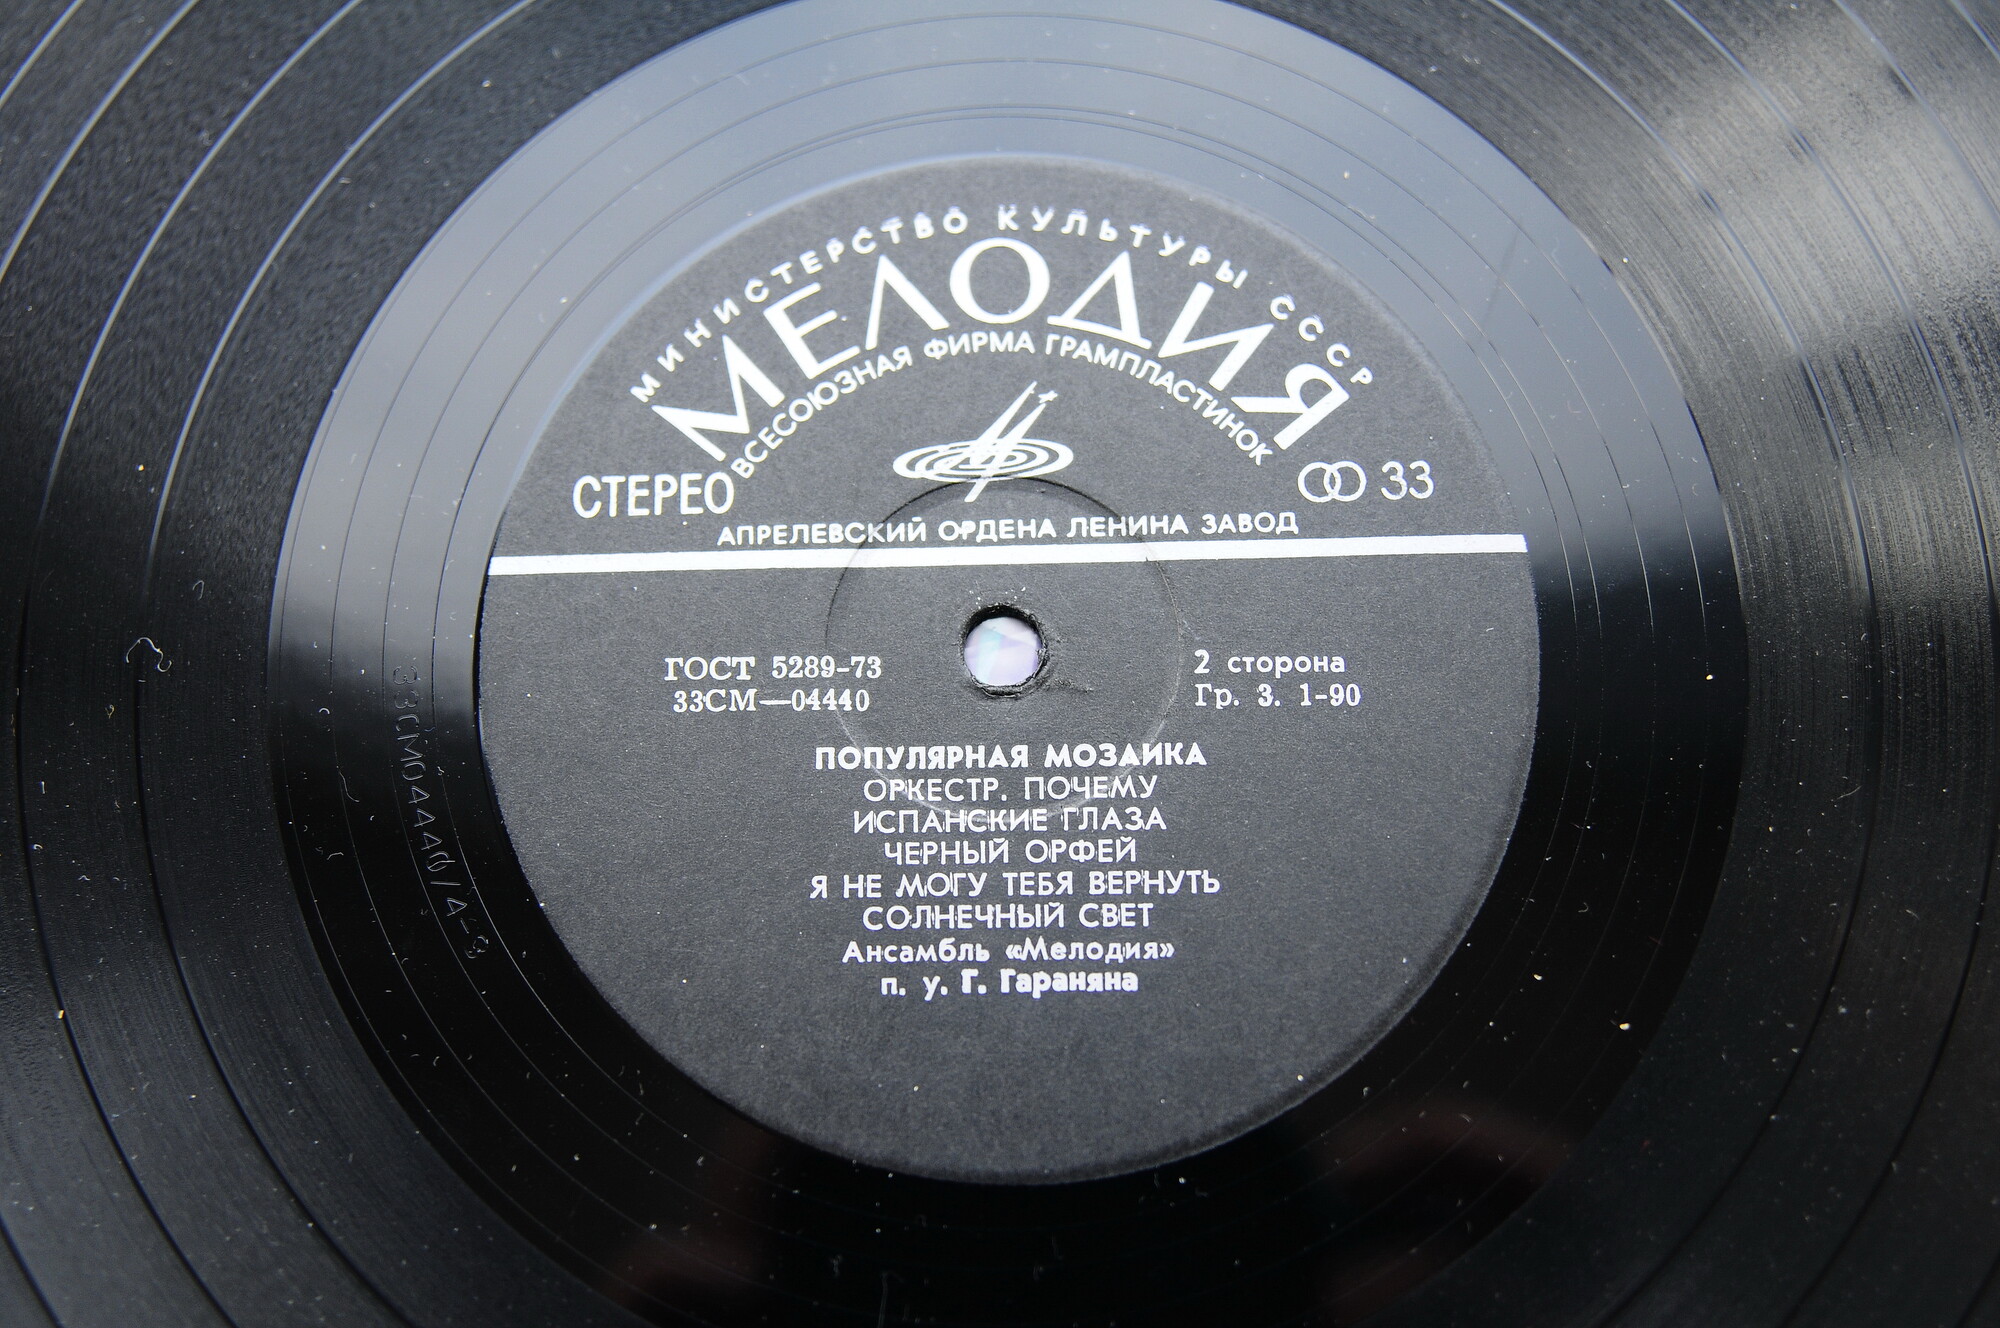 МИНИСТЕРСТВО КУЛЬТУРЫ СССР
МЕЛОДИЯ
ВСЕСОЮЗНАЯ ФИРМА ГРАМПЛАСТИНОК
СТЕРЕО
33
АПРЕЛЕВСКИЙ ОРДЕНА ЛЕНИНА ЗАВОД
ГОСТ 5289-73
33СМ—04440
2 сторона
Гр. 3. 1-90
ПОПУЛЯРНАЯ МОЗАИКА
ОРКЕСТР. ПОЧЕМУ
ИСПАНСКИЕ ГЛАЗА
ЧЕРНЫЙ ОРФЕЙ
Я НЕ МОГУ ТЕБЯ ВЕРНУТЬ
СОЛНЕЧНЫЙ СВЕТ
Ансамбль «Мелодия»
п. у. Г. Гараняна